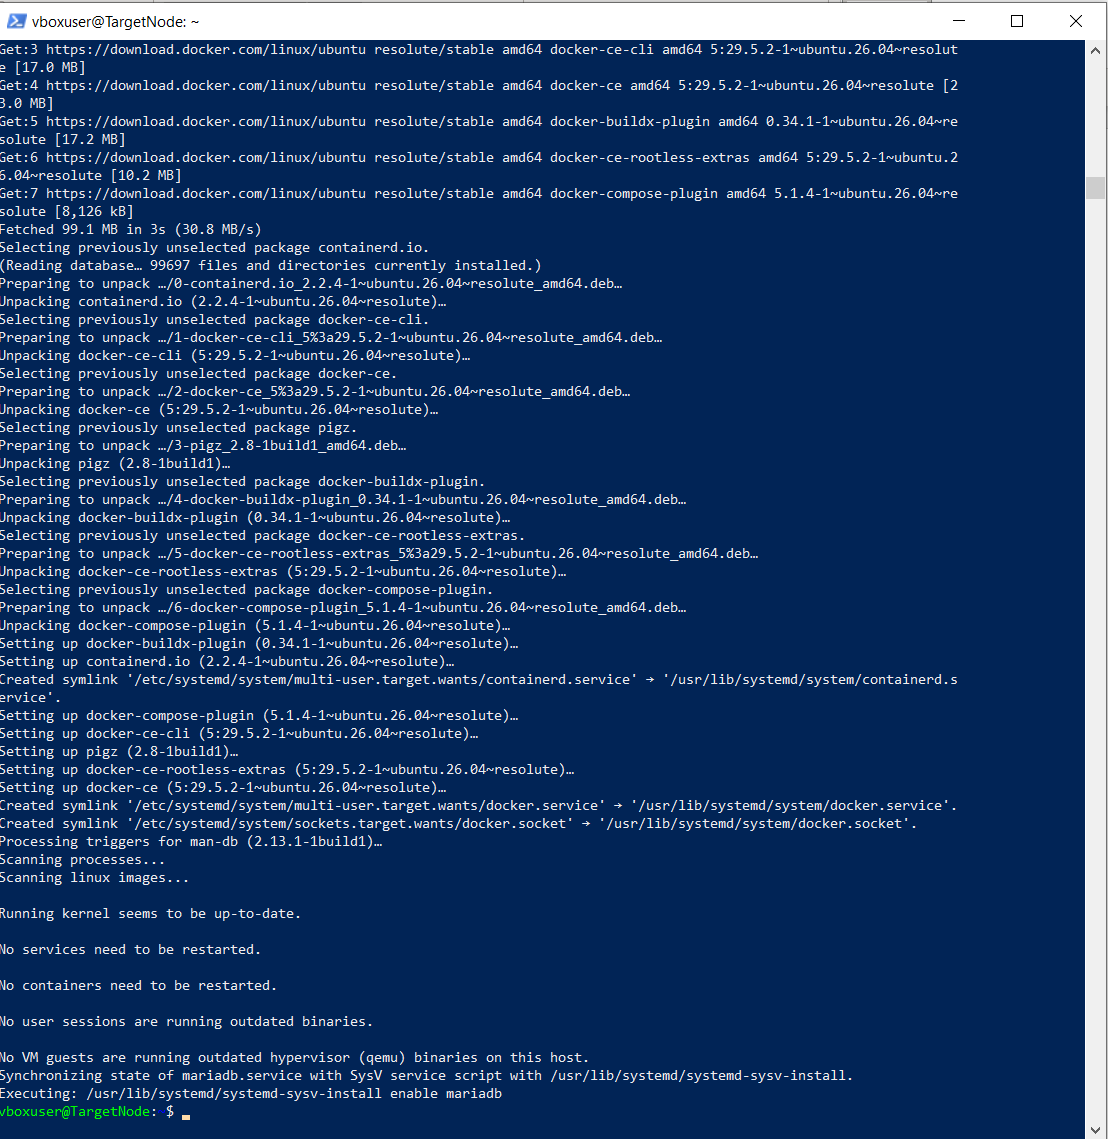 vboxuser@TargetNode: ~
Get:3 https://download.docker.com/linux/ubuntu resolute/stable amd64 docker-ce-cli amd64 5:29.5.2-1~ubuntu.26.04~resolut
e [17.0 MB]
Get:4 https://download.docker.com/linux/ubuntu resolute/stable amd64 docker-ce amd64 5:29.5.2-1~ubuntu.26.04~resolute [2
3.0 MB]
Get:5 https://download.docker.com/linux/ubuntu resolute/stable amd64 docker-buildx-plugin amd64 0.34.1-1~ubuntu.26.04~re
solute [17.2 MB]
Get:6 https://download.docker.com/linux/ubuntu resolute/stable amd64 docker-ce-rootless-extras amd64 5:29.5.2-1~ubuntu.2
6.04~resolute [10.2 MB]
Get:7 https://download.docker.com/linux/ubuntu resolute/stable amd64 docker-compose-plugin amd64 5.1.4-1~ubuntu.26.04~re
solute [8,126 kB]
Fetched 99.1 MB in 3s (30.8 MB/s)
Selecting previously unselected package containerd.io.
(Reading database… 99697 files and directories currently installed.)
Preparing to unpack …/0-containerd.io_2.2.4-1~ubuntu.26.04~resolute_amd64.deb…
Unpacking containerd.io (2.2.4-1~ubuntu.26.04~resolute)…
Selecting previously unselected package docker-ce-cli.
Preparing to unpack …/1-docker-ce-cli_5%3a29.5.2-1~ubuntu.26.04~resolute_amd64.deb…
Unpacking docker-ce-cli (5:29.5.2-1~ubuntu.26.04~resolute)…
Selecting previously unselected package docker-ce.
Preparing to unpack …/2-docker-ce_5%3a29.5.2-1~ubuntu.26.04~resolute_amd64.deb…
Unpacking docker-ce (5:29.5.2-1~ubuntu.26.04~resolute)…
Selecting previously unselected package pigz.
Preparing to unpack …/3-pigz_2.8-1build1_amd64.deb…
Unpacking pigz (2.8-1build1)…
Selecting previously unselected package docker-buildx-plugin.
Preparing to unpack …/4-docker-buildx-plugin_0.34.1-1~ubuntu.26.04~resolute_amd64.deb…
Unpacking docker-buildx-plugin (0.34.1-1~ubuntu.26.04~resolute)…
Selecting previously unselected package docker-ce-rootless-extras.
Preparing to unpack …/5-docker-ce-rootless-extras_5%3a29.5.2-1~ubuntu.26.04~resolute_amd64.deb…
Unpacking docker-ce-rootless-extras (5:29.5.2-1~ubuntu.26.04~resolute)…
Selecting previously unselected package docker-compose-plugin.
Preparing to unpack …/6-docker-compose-plugin_5.1.4-1~ubuntu.26.04~resolute_amd64.deb…
Unpacking docker-compose-plugin (5.1.4-1~ubuntu.26.04~resolute)…
Setting up docker-buildx-plugin (0.34.1-1~ubuntu.26.04~resolute)…
Setting up containerd.io (2.2.4-1~ubuntu.26.04~resolute)…
Created symlink '/etc/systemd/system/multi-user.target.wants/containerd.service' → '/usr/lib/systemd/system/containerd.s
ervice'.
Setting up docker-compose-plugin (5.1.4-1~ubuntu.26.04~resolute)…
Setting up docker-ce-cli (5:29.5.2-1~ubuntu.26.04~resolute)…
Setting up pigz (2.8-1build1)…
Setting up docker-ce-rootless-extras (5:29.5.2-1~ubuntu.26.04~resolute)…
Setting up docker-ce (5:29.5.2-1~ubuntu.26.04~resolute)…
Created symlink '/etc/systemd/system/multi-user.target.wants/docker.service' → '/usr/lib/systemd/system/docker.service'.
Created symlink '/etc/systemd/system/sockets.target.wants/docker.socket' → '/usr/lib/systemd/system/docker.socket'.
Processing triggers for man-db (2.13.1-1build1)…
Scanning processes...
Scanning linux images...
Running kernel seems to be up-to-date.
No services need to be restarted.
No containers need to be restarted.
No user sessions are running outdated binaries.
No VM guests are running outdated hypervisor (qemu) binaries on this host.
Synchronizing state of mariadb.service with SysV service script with /usr/lib/systemd/systemd-sysv-install.
Executing: /usr/lib/systemd/systemd-sysv-install enable mariadb
vboxuser@TargetNode:~$